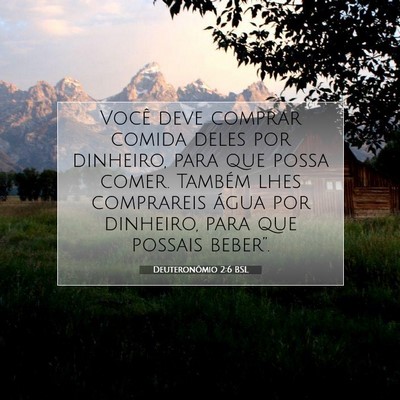 Você deve comprar
comida deles por
dinheiro, para que possa
comer. Também lhes
comprareis água por
dinheiro, para que
possais beber”.
Deuteronômio 2:6 BSL